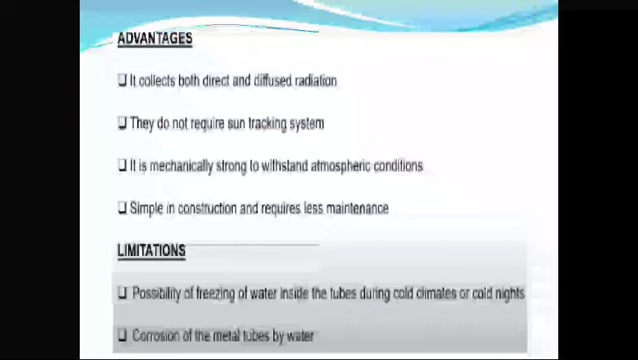 ADVANTAGES
❑ It collects both direct and diffused radiation
❑ They do not require sun tracking system
❑ It is mechanically strong to withstand atmospheric conditions
❑ Simple in construction and requires less maintenance
LIMITATIONS
❑ Possibility of freezing of water inside the tubes during cold climates or cold nights
❑ Corrosion of the metal tubes by water